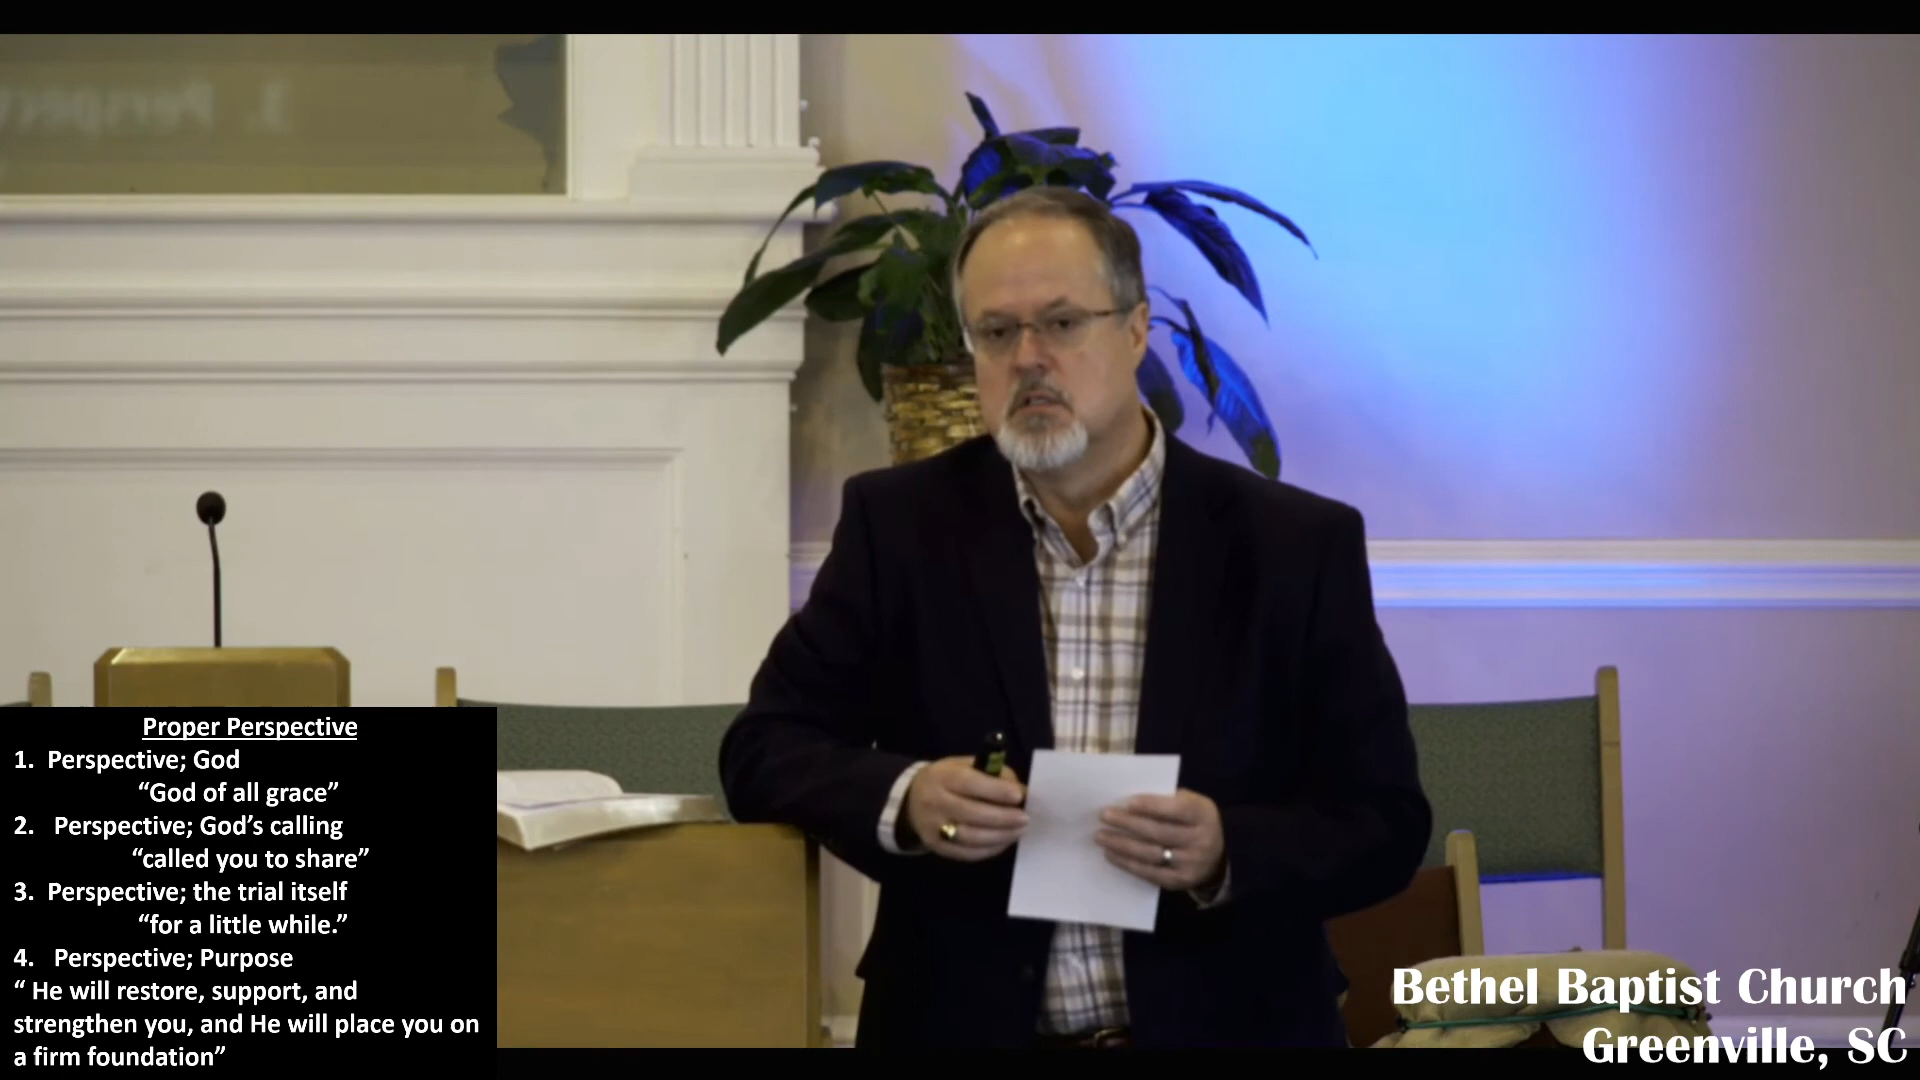 Proper Perspective
1. Perspective; God
“God of all grace”
2. Perspective; God’s calling
“called you to share”
3. Perspective; the trial itself
“for a little while.”
4. Perspective; Purpose
“ He will restore, support, and
strengthen you, and He will place you on
a firm foundation”
Bethel Baptist Church
Greenville, SC